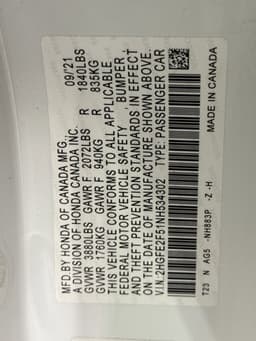 MFD.BY HONDA OF CANADA MFG., 09/'21
A DIVISION OF HONDA CANADA INC.
GVWR 3880LBS GAWR F 2072LBS R 1840LBS
GVWR 1760KG GAWR F 940KG R 835KG
THIS VEHICLE CONFORMS TO ALL APPLICABLE
FEDERAL MOTOR VEHICLE SAFETY, BUMPER,
AND THEFT PREVENTION STANDARDS IN EFFECT
ON THE DATE OF MANUFACTURE SHOWN ABOVE.
V.I.N.:2HGFE2F51NH534302 TYPE: PASSENGER CAR
T23 N AG5 -NH883P -Z -H MADE IN CANADA